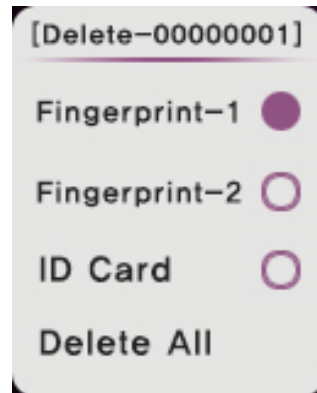 [Delete-00000001]
Fingerprint-1
Fingerprint-2
ID Card
Delete All